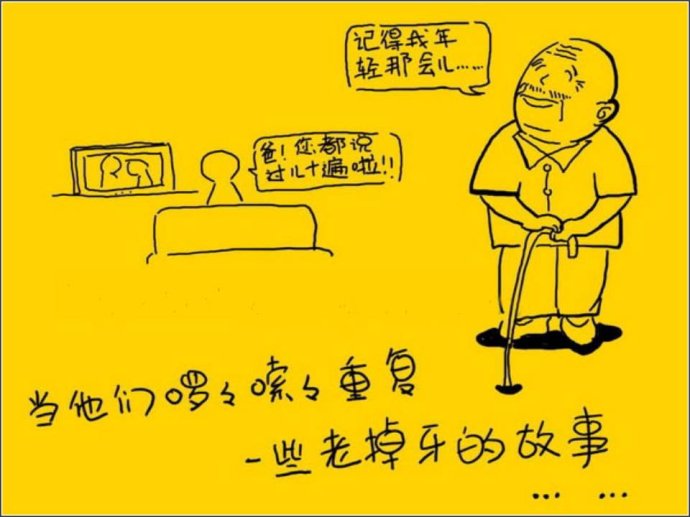 记得我年
轻那会儿……
爸！您都说
过几十遍啦！！
当他们啰々嗦々重复
一些老掉牙的故事
… …